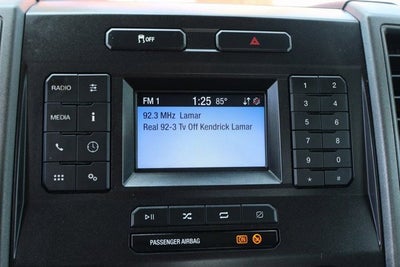 OFF
RADIO
MEDIA
FM 1 1:25 85°
92.3 MHz Lamar
Real 92-3 Tv Off Kendrick Lamar
1 2
3 4
5 6
7 8
9 0
* #
PASSENGER AIRBAG ON